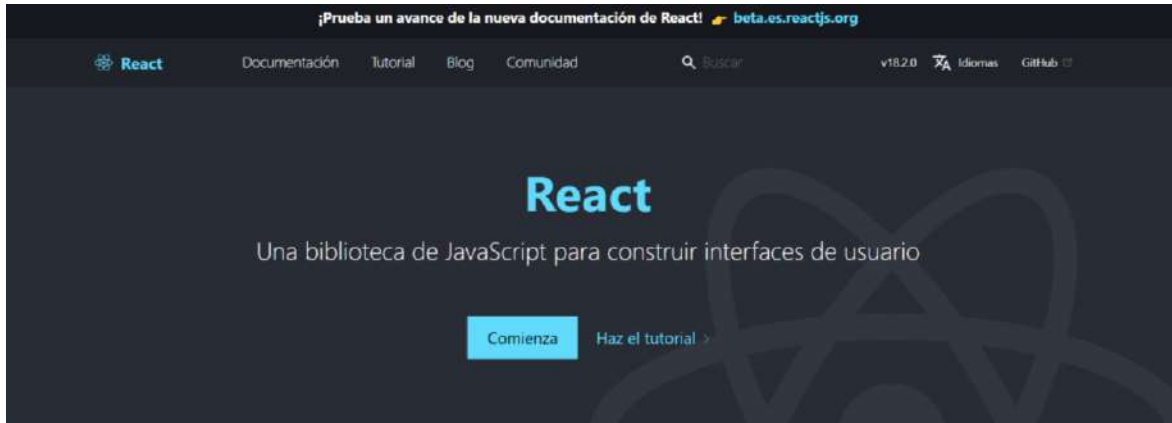 ¡Prueba un avance de la nueva documentación de React! 👉 beta.es.reactjs.org
React Documentación Tutorial Blog Comunidad Buscar v18.2.0 Idiomas GitHub
React
Una biblioteca de JavaScript para construir interfaces de usuario
Comienza Haz el tutorial >